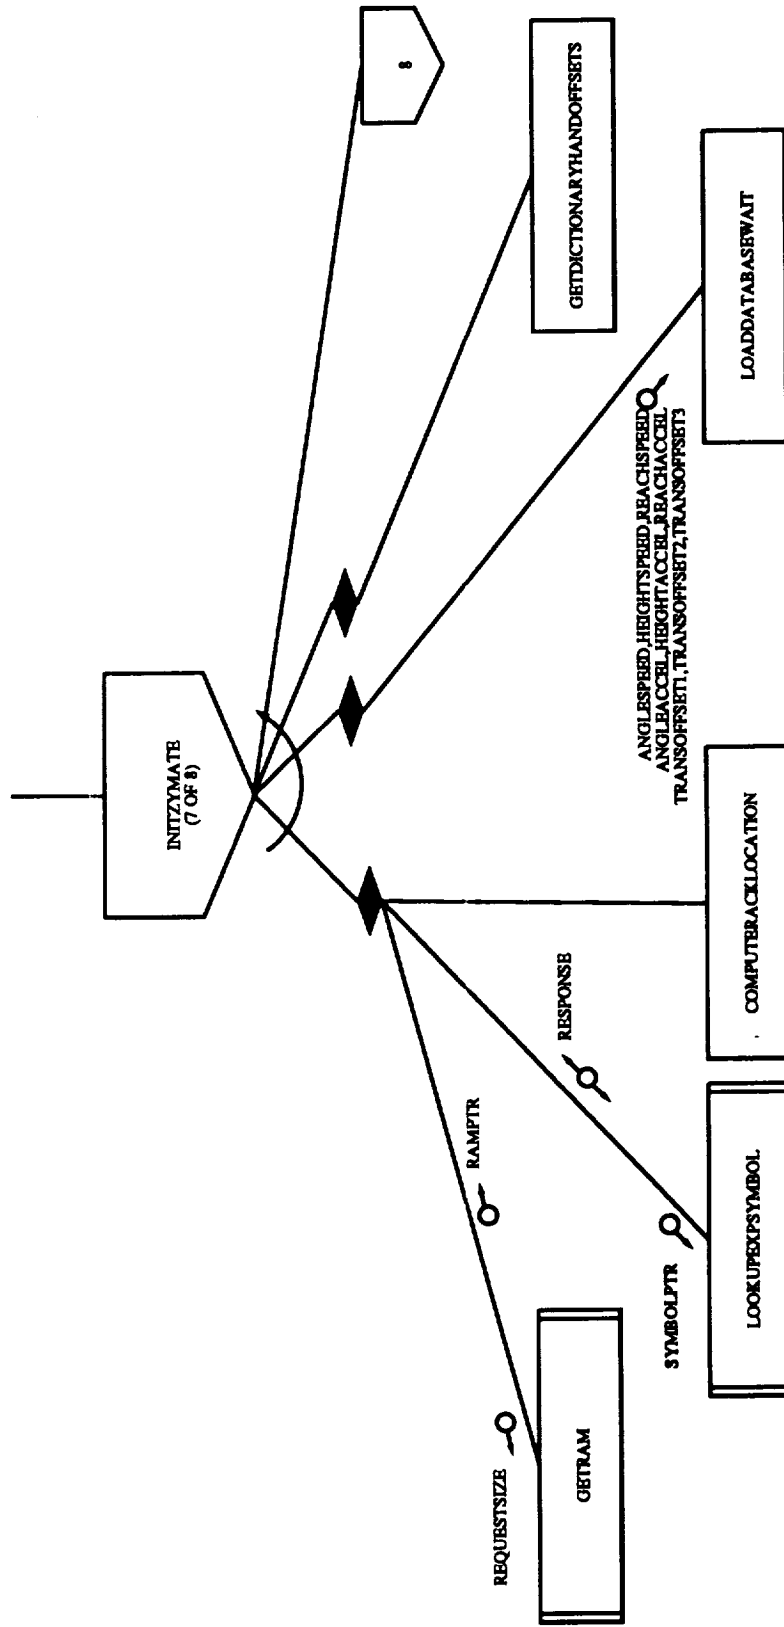 INITZYMATE
(7 OF 8)
8
REQUESTSIZE
RAMPTR
RESPONSE
SYMBOLPTR
ANGLESPEED,HEIGHTSPEED,REACHSPEED
ANGLEACCEL,HEIGHTACCEL,REACHACCEL
TRANSOFFSET1,TRANSOFFSET2,TRANSOFFSET3
GETRAM
LOOKUPEXPSYMBOL
COMPUTERACKLOCATION
LOADDATABASEWAIT
GETDICTIONARYHANDOFFSETS